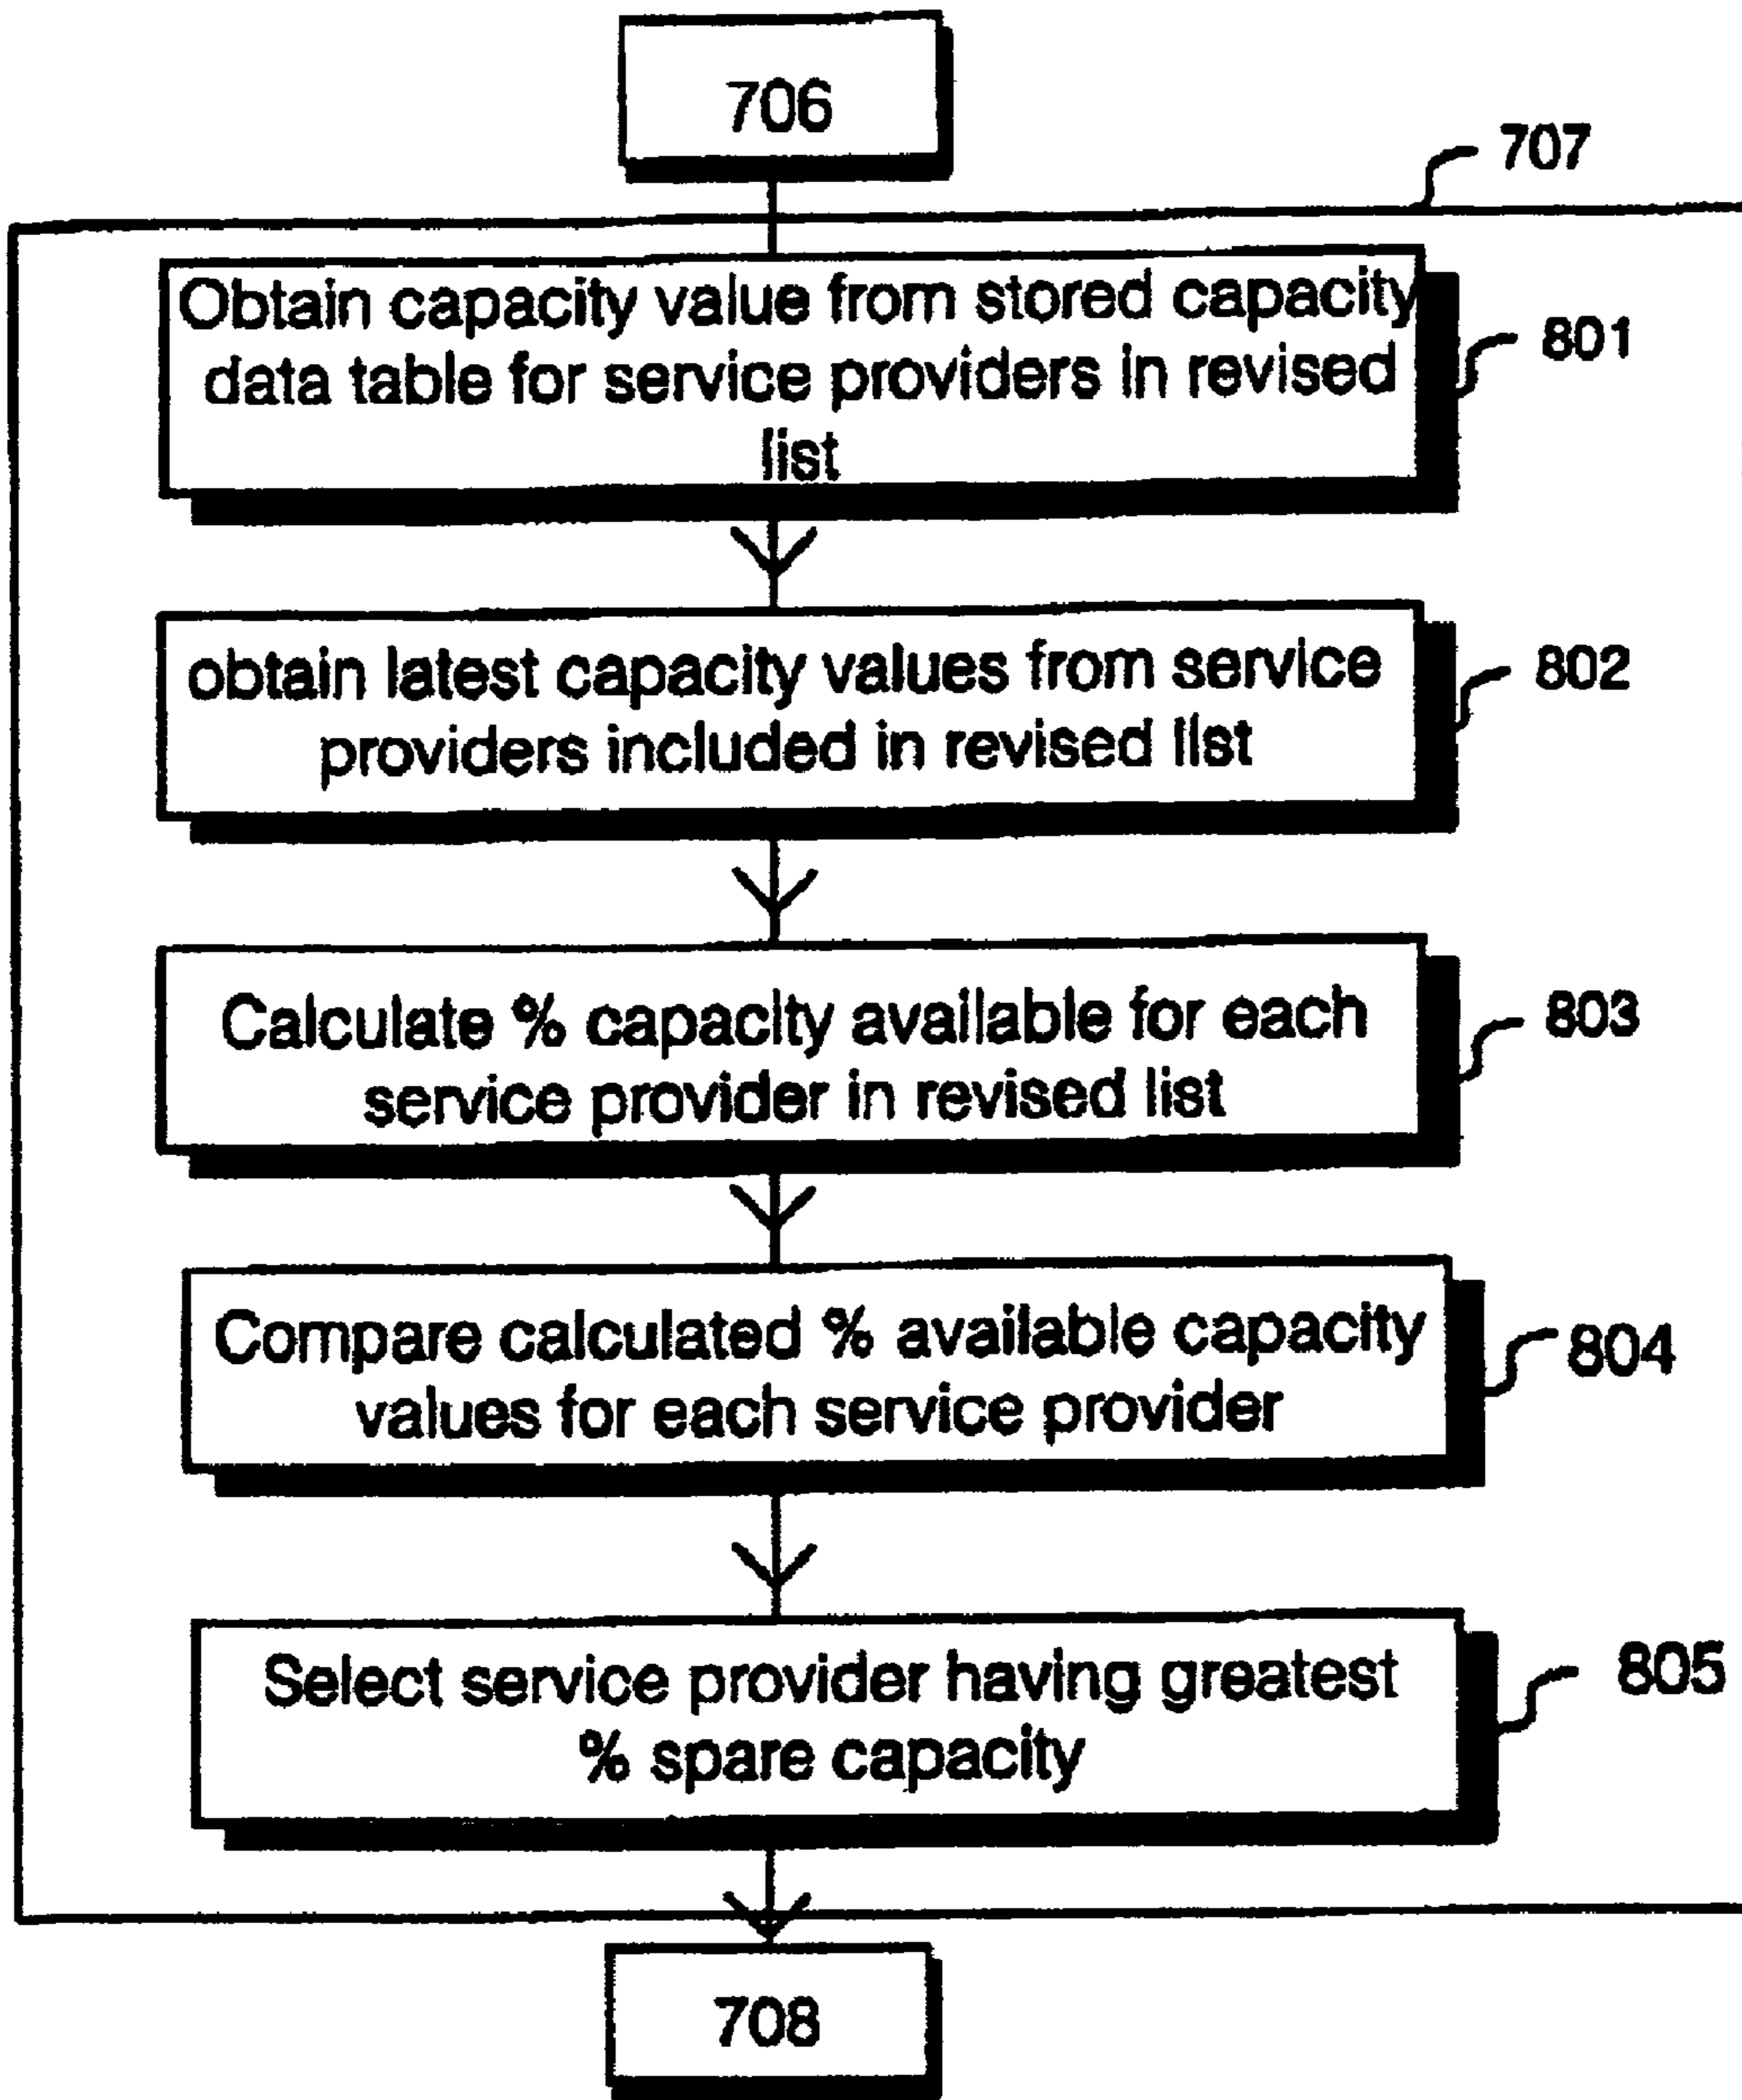 706
707
Obtain capacity value from stored capacity
data table for service providers in revised
list
801
obtain latest capacity values from service
providers included in revised list
802
Calculate % capacity available for each
service provider in revised list
803
Compare calculated % available capacity
values for each service provider
804
Select service provider having greatest
% spare capacity
805
708